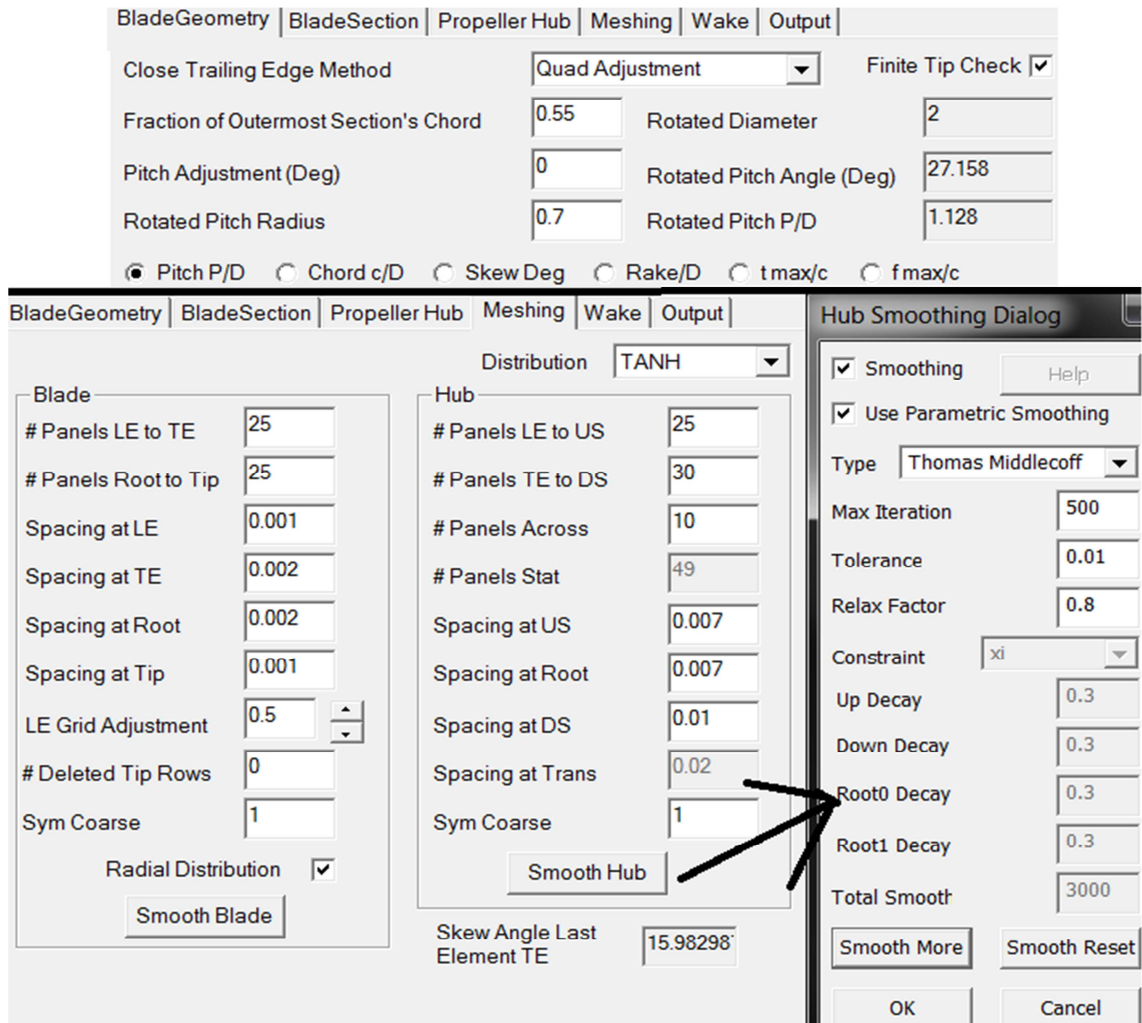 BladeGeometry BladeSection Propeller Hub Meshing Wake Output
Close Trailing Edge Method Quad Adjustment Finite Tip Check
Fraction of Outermost Section's Chord 0.55 Rotated Diameter 2
Pitch Adjustment (Deg) 0 Rotated Pitch Angle (Deg) 27.158
Rotated Pitch Radius 0.7 Rotated Pitch P/D 1.128
Pitch P/D Chord c/D Skew Deg Rake/D t max/c f max/c
BladeGeometry BladeSection Propeller Hub Meshing Wake Output
Distribution TANH
Blade
# Panels LE to TE 25
# Panels Root to Tip 25
Spacing at LE 0.001
Spacing at TE 0.002
Spacing at Root 0.002
Spacing at Tip 0.001
LE Grid Adjustment 0.5
# Deleted Tip Rows 0
Sym Coarse 1
Radial Distribution
Smooth Blade
Hub
# Panels LE to US 25
# Panels TE to DS 30
# Panels Across 10
# Panels Stat 49
Spacing at US 0.007
Spacing at Root 0.007
Spacing at DS 0.01
Spacing at Trans 0.02
Sym Coarse 1
Smooth Hub
Skew Angle Last
Element TE 15.98298
Hub Smoothing Dialog
Smoothing Help
Use Parametric Smoothing
Type Thomas Middlecoff
Max Iteration 500
Tolerance 0.01
Relax Factor 0.8
Constraint xi
Up Decay 0.3
Down Decay 0.3
Root0 Decay 0.3
Root1 Decay 0.3
Total Smooth 3000
Smooth More Smooth Reset
OK Cancel